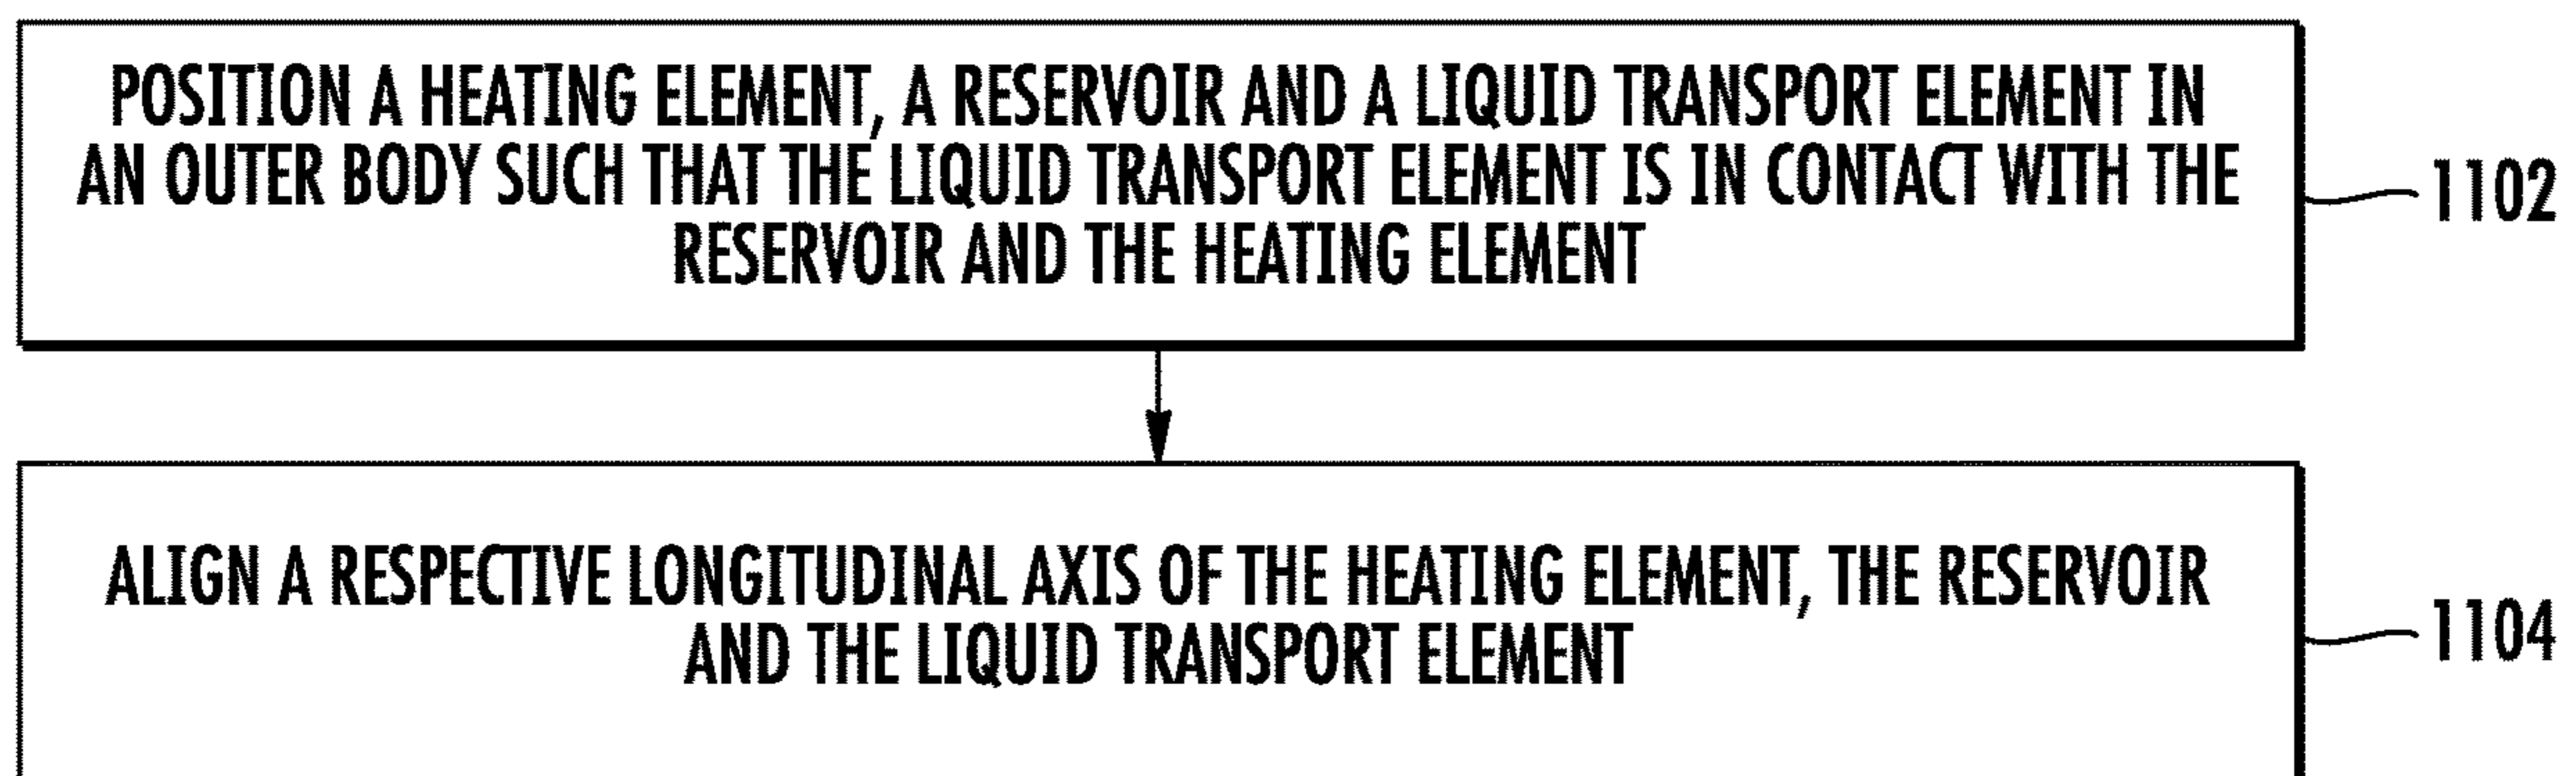 POSITION A HEATING ELEMENT, A RESERVOIR AND A LIQUID TRANSPORT ELEMENT IN
AN OUTER BODY SUCH THAT THE LIQUID TRANSPORT ELEMENT IS IN CONTACT WITH THE
RESERVOIR AND THE HEATING ELEMENT
1102
ALIGN A RESPECTIVE LONGITUDINAL AXIS OF THE HEATING ELEMENT, THE RESERVOIR
AND THE LIQUID TRANSPORT ELEMENT
1104